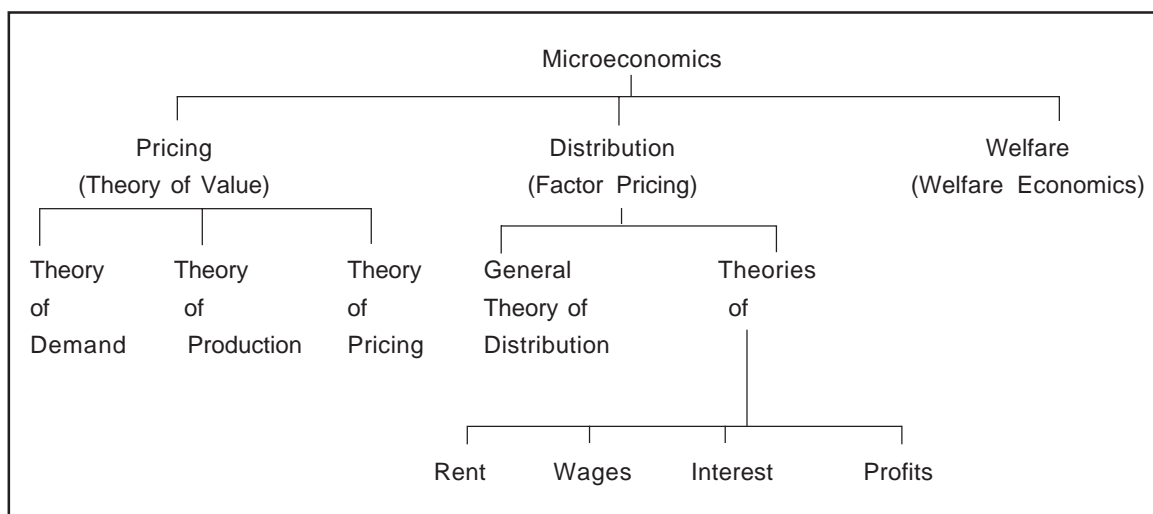 Microeconomics
Pricing
(Theory of Value)
Distribution
(Factor Pricing)
Welfare
(Welfare Economics)
Theory
of
Demand
Theory
of
Production
Theory
of
Pricing
General
Theory of
Distribution
Theories
of
Rent
Wages
Interest
Profits